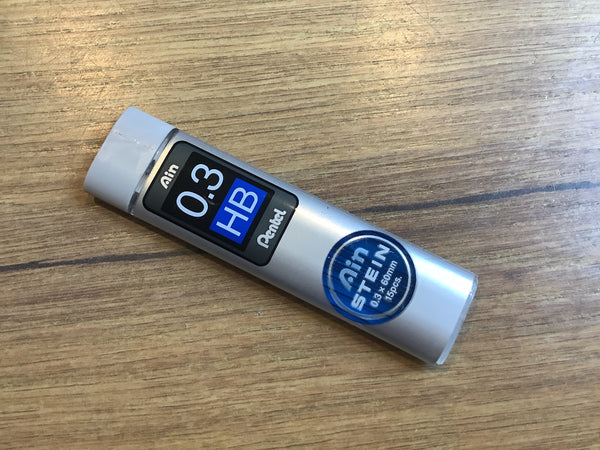 Ain
0.3
HB
Pentel
Ain
STEIN
0.3 × 60mm
15pcs.